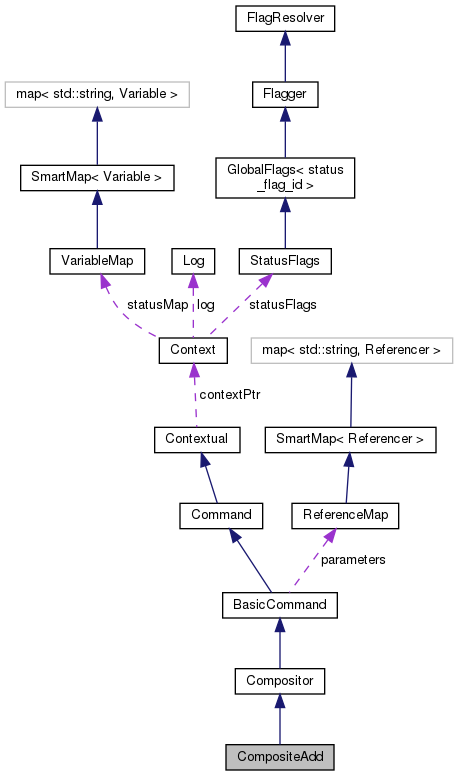 FlagResolver
map< std::string, Variable >
Flagger
SmartMap< Variable >
GlobalFlags< status
_flag_id >
VariableMap
Log
StatusFlags
statusMap
log
statusFlags
Context
map< std::string, Referencer >
contextPtr
Contextual
SmartMap< Referencer >
Command
ReferenceMap
parameters
BasicCommand
Compositor
CompositeAdd